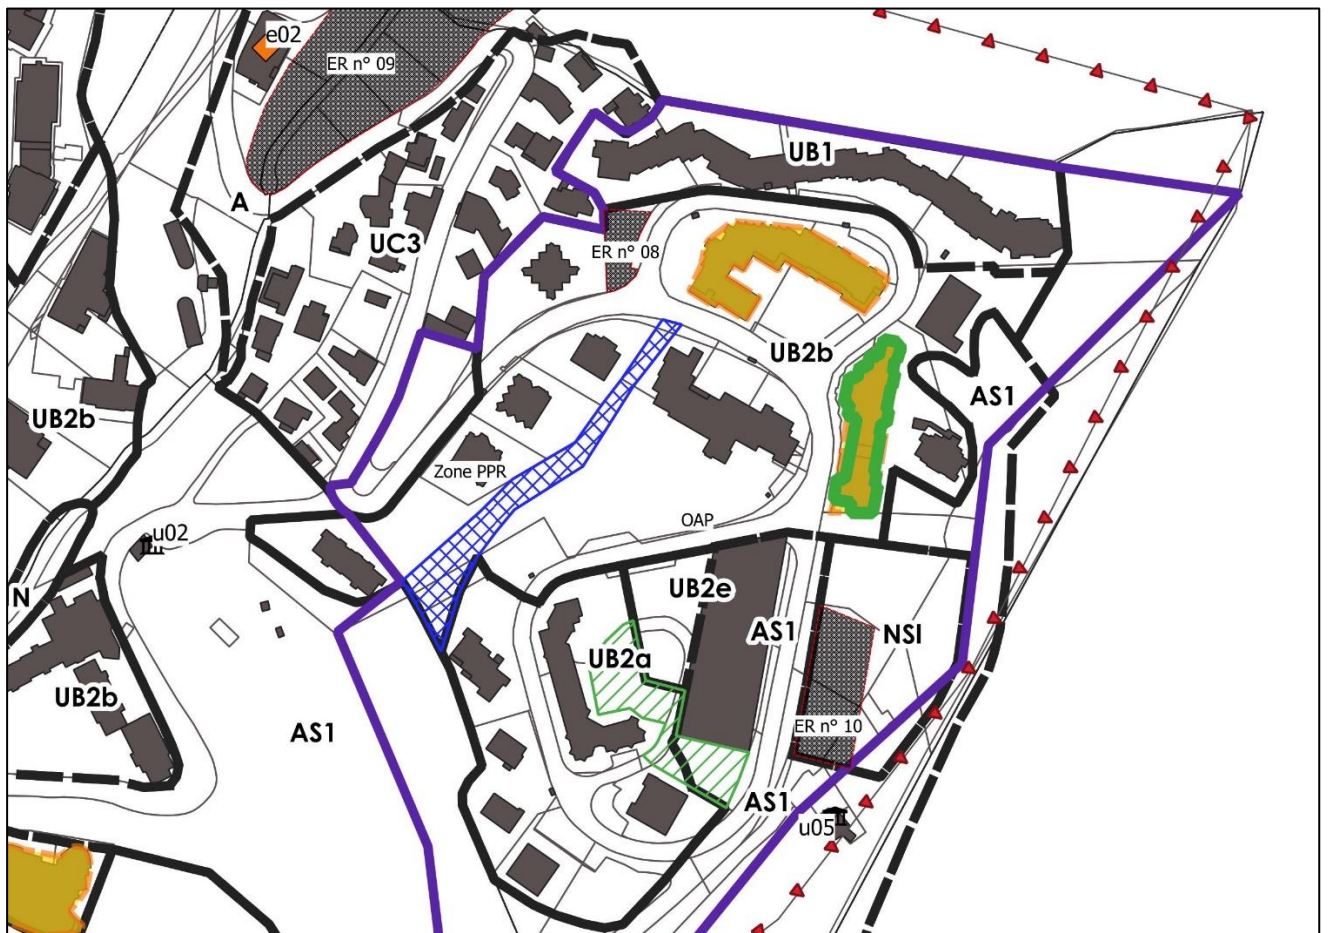 e02
ER n° 09
UB1
A
UC3
ER n° 08
UB2b
AS1
UB2b
Zone PPR
OAP
u02
UB2e
N
AS1
NSI
UB2a
UB2b
AS1
ER n° 10
AS1
u05